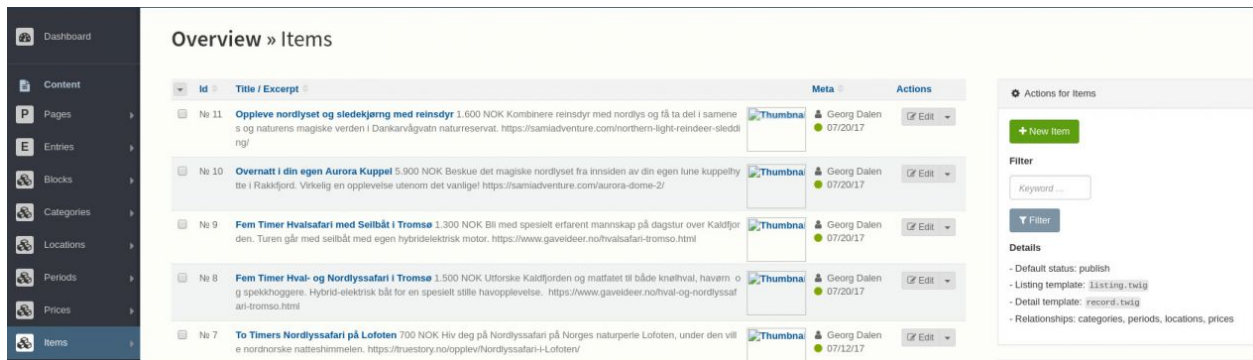 Dashboard
Content
P Pages
E Entries
Blocks
Categories
Locations
Periods
Prices
Items
Overview » Items
Id Title / Excerpt Meta Actions
№ 11 Oppleve nordlyset og sledekjørng med reinsdyr 1.600 NOK Kombinere reinsdyr med nordlys og få ta del i samene
s og naturens magiske verden i Dankarvågvatn naturreservat. https://samiadventure.com/northern-light-reindeer-sleddi
ng/
Thumbna
Georg Dalen
07/20/17
Edit
№ 10 Overnatt i din egen Aurora Kuppel 5.900 NOK Beskue det magiske nordlyset fra innsiden av din egen lune kuppelhy
tte i Rakkfjord. Virkelig en opplevelse utenom det vanlige! https://samiadventure.com/aurora-dome-2/
Thumbna
Georg Dalen
07/20/17
Edit
№ 9 Fem Timer Hvalsafari med Seilbåt i Tromsø 1.300 NOK Bli med spesielt erfarent mannskap på dagstur over Kaldfjor
den. Turen går med seilbåt med egen hybridelektrisk motor. https://www.gaveideer.no/hvalsafari-tromso.html
Thumbna
Georg Dalen
07/20/17
Edit
№ 8 Fem Timer Hval- og Nordlyssafari i Tromsø 1.500 NOK Utforske Kaldfjorden og matfatet til både knølhval, havørn o
g spekkhoggere. Hybrid-elektrisk båt for en spesielt stille havopplevelse. https://www.gaveideer.no/hval-og-nordlyssaf
ari-tromso.html
Thumbna
Georg Dalen
07/20/17
Edit
№ 7 To Timers Nordlyssafari på Lofoten 700 NOK Hiv deg på Nordlyssafari på Norges naturperle Lofoten, under den vill
e nordnorske natteshimmelen. https://truestory.no/opplev/Nordlysafari-i-Lofoten/
Thumbna
Georg Dalen
07/12/17
Edit
Actions for Items
+ New Item
Filter
Keyword ...
Filter
Details
- Default status: publish
- Listing template: listing.twig
- Detail template: record.twig
- Relationships: categories, periods, locations, prices